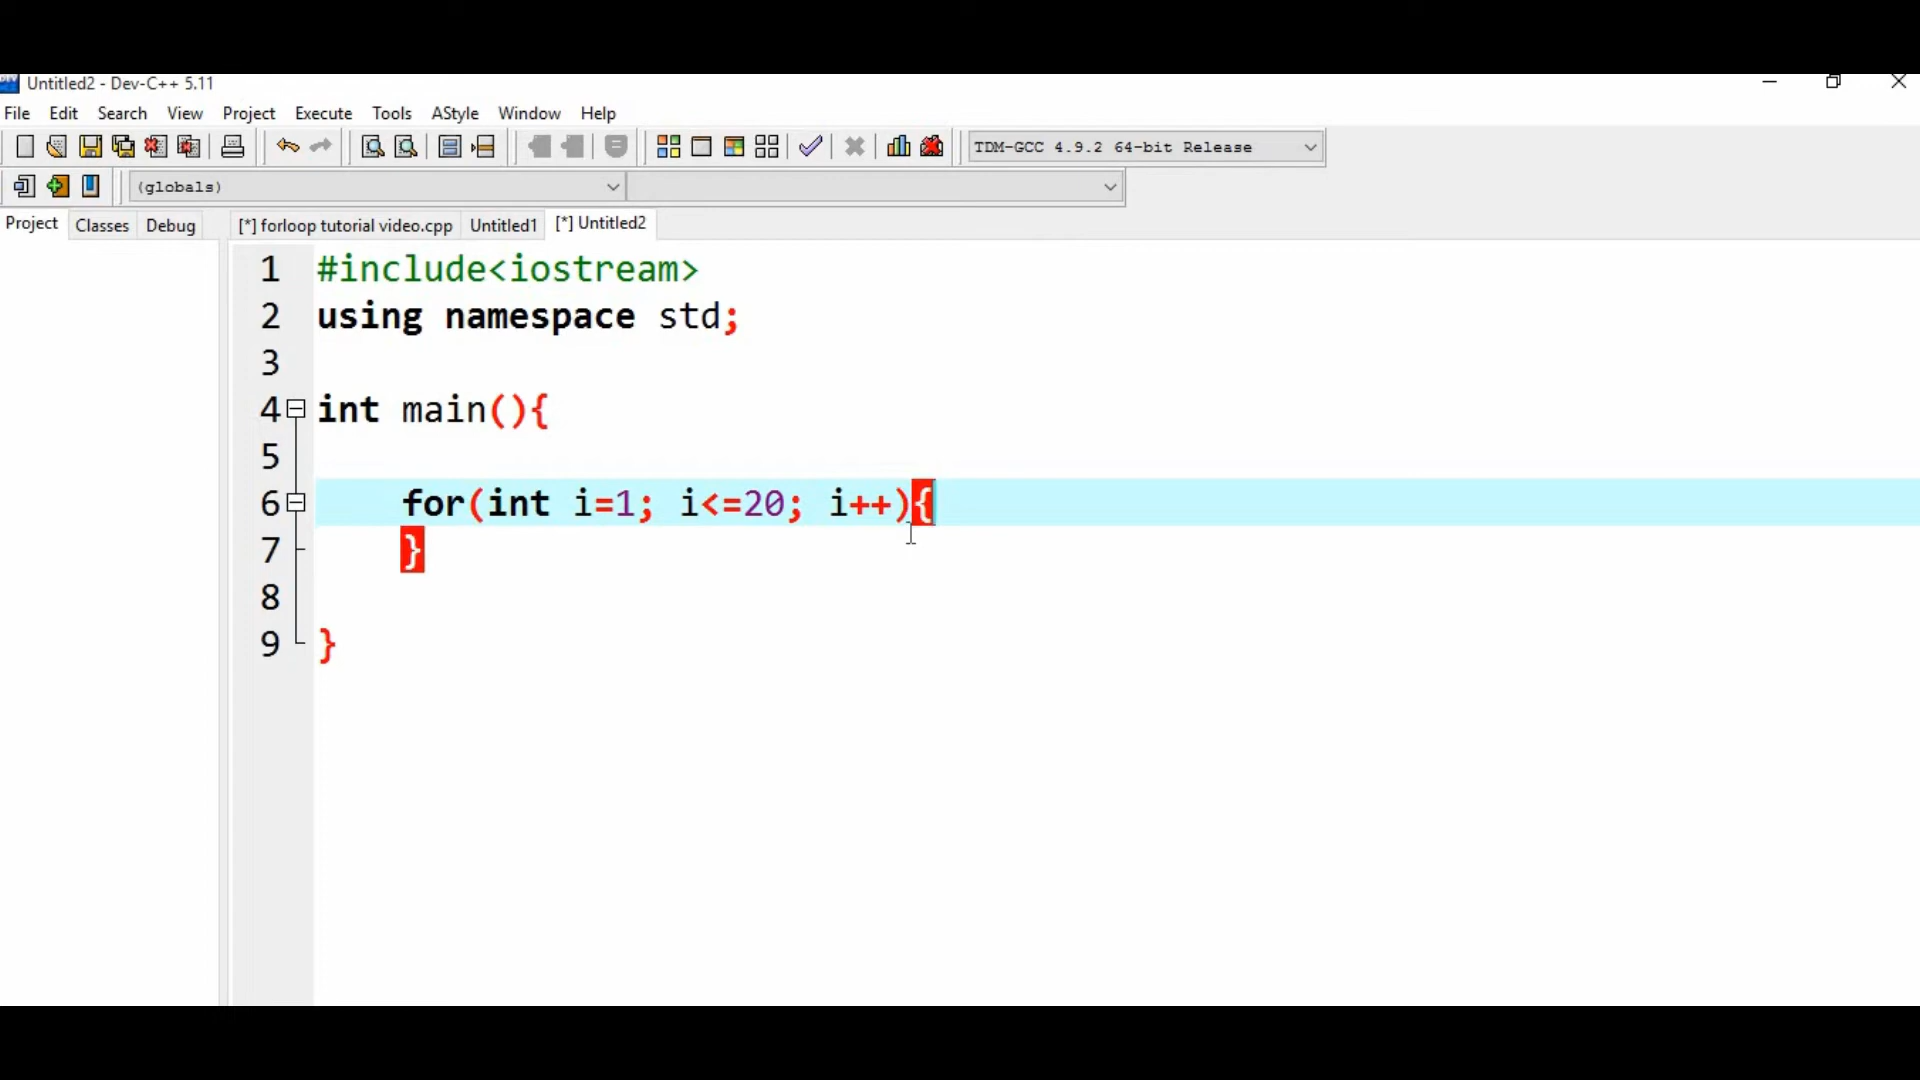 Untitled2 - Dev-C++ 5.11
File Edit Search View Project Execute Tools AStyle Window Help
TDM-GCC 4.9.2 64-bit Release
(globals)
Project Classes Debug [*] forloop tutorial video.cpp Untitled1 [*] Untitled2
1 #include<iostream>
2 using namespace std;
3
4 int main(){
5
6 for(int i=1; i<=20; i++){
7 }
8
9 }